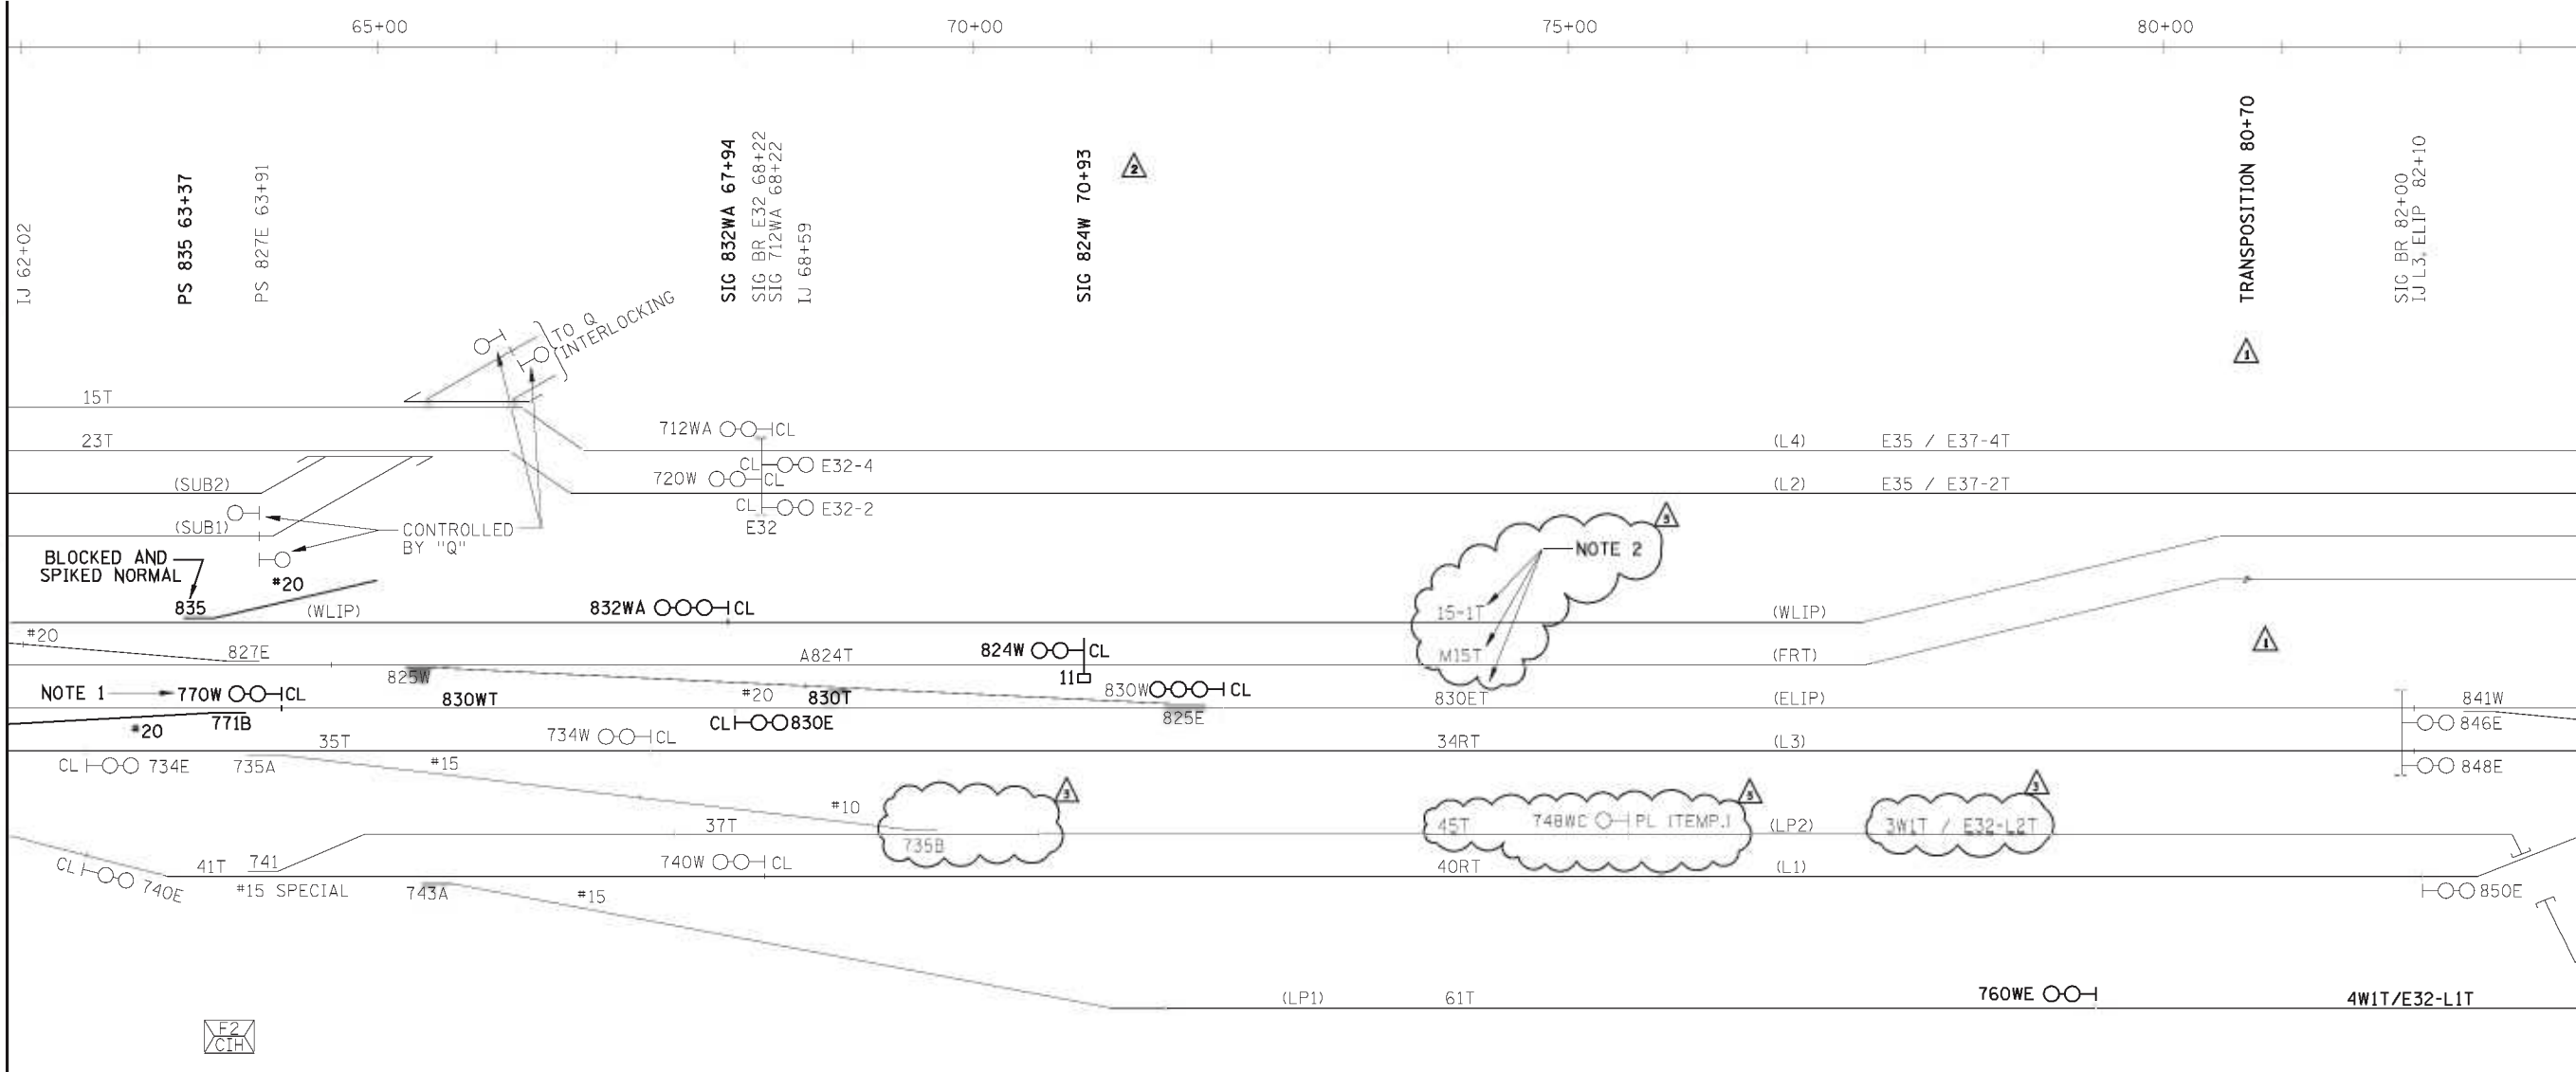 65+00
70+00
75+00
80+00
IJ 62+02
PS 835 63+37
PS 827E 63+91
SIG 832WA 67+94
SIG BR E32 68+22
SIG 712WA 68+22
IJ 68+59
SIG 824W 70+93
2
TRANSPOSITION 80+70
1
SIG BR 82+00
IJ L3, ELIP 82+10
TO Q
INTERLOCKING
15T
712WA CL
23T
(L4) E35 / E37-4T
CL E32-4
720W CL
(SUB2)
(L2) E35 / E37-2T
CL E32-2
E32
(SUB1)
CONTROLLED
BY "Q"
3
NOTE 2
BLOCKED AND
SPIKED NORMAL
#20
835
(WLIP)
832WA CL
15-1T
(WLIP)
#20
827E
A824T
824W CL
M15T
(FRT)
1
825W
11
NOTE 1
770W CL
830WT
#20
830T
830W CL
830ET
(ELIP)
841W
771B
#20
CL 830E
825E
846E
35T
734W CL
34RT
(L3)
CL 734E
735A
#15
848E
#10
3
3
3
37T
45T
748WC PL (TEMP.)
(LP2)
3W1T / E32-L2T
735B
CL 740E
41T
741
740W CL
40RT
(L1)
#15 SPECIAL
743A
#15
850E
(LP1)
61T
760WE
4W1T/E32-L1T
F2
CIH